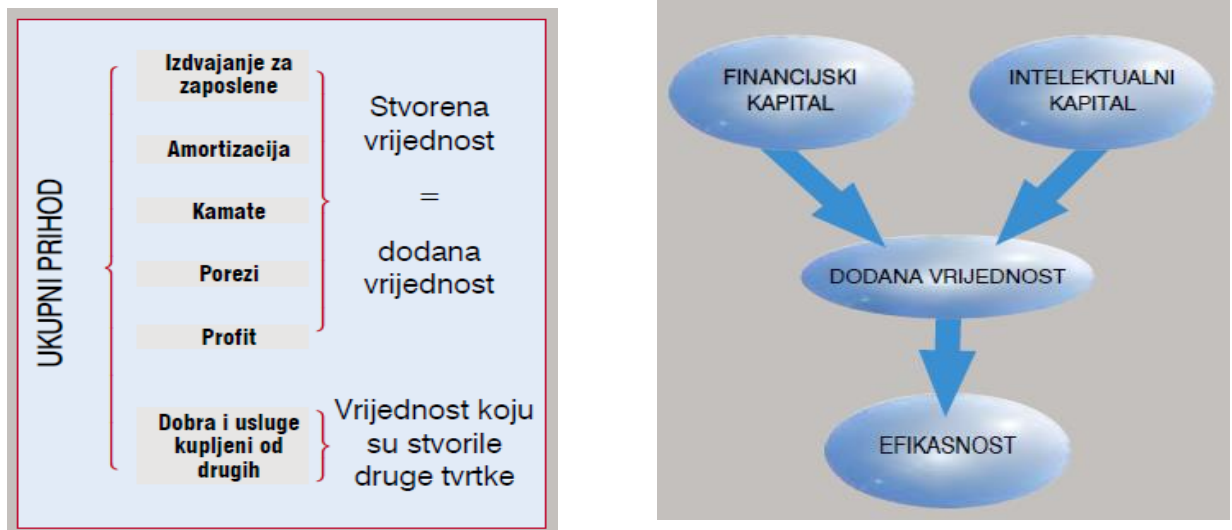 UKUPNI PRIHOD
Izdvajanje za
zaposlene
Amortizacija
Kamate
Porezi
Profit
Dobra i usluge
kupljeni od
drugih
Stvorena
vrijednost
=
dodana
vrijednost
Vrijednost koju
su stvorile
druge tvrtke
FINANCIJSKI
KAPITAL
INTELEKTUALNI
KAPITAL
DODANA VRIJEDNOST
EFIKASNOST